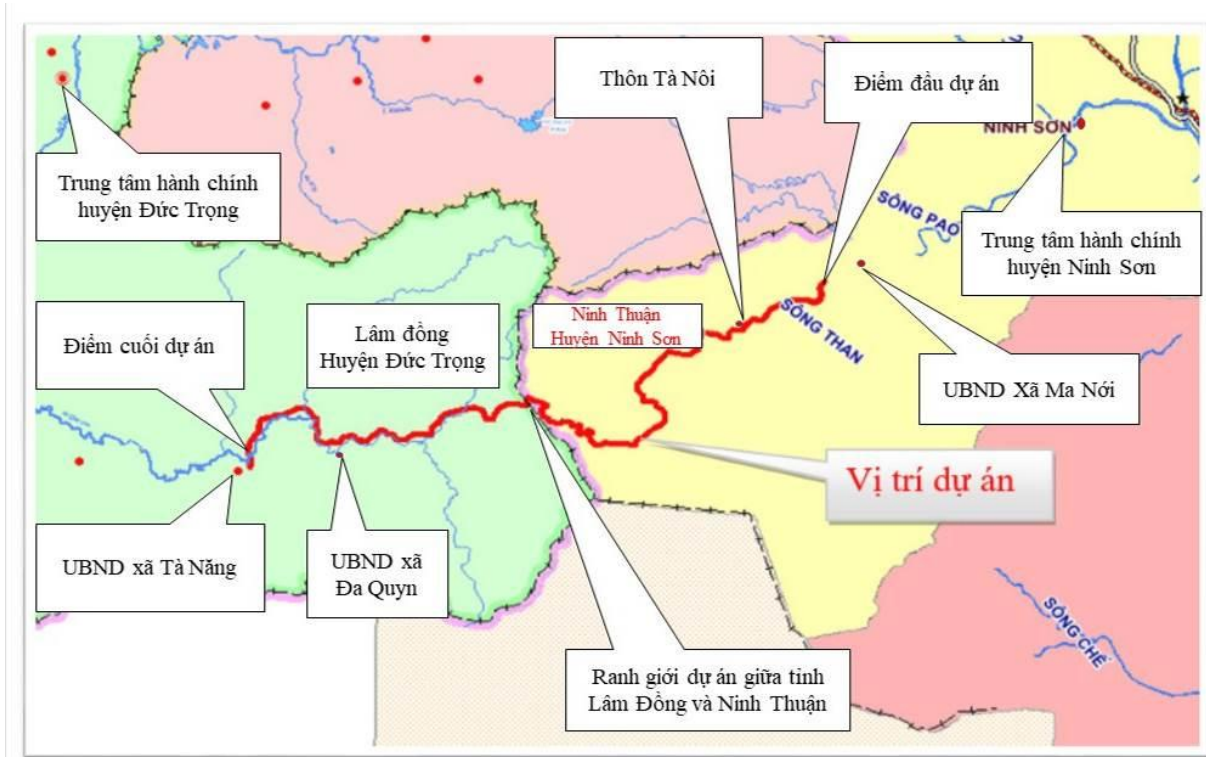 Thôn Tà Nôi
Điểm đầu dự án
NINH SƠN
Trung tâm hành chính
huyện Đức Trọng
SÔNG PAO
Trung tâm hành chính
huyện Ninh Sơn
Điểm cuối dự án
Lâm đồng
Huyện Đức Trọng
Ninh Thuận
Huyện Ninh Sơn
SÔNG THAN
UBND Xã Ma Nới
Vị trí dự án
UBND xã Tà Năng
UBND xã
Đa Quyn
SÔNG CHẾ
Ranh giới dự án giữa tỉnh
Lâm Đồng và Ninh Thuận